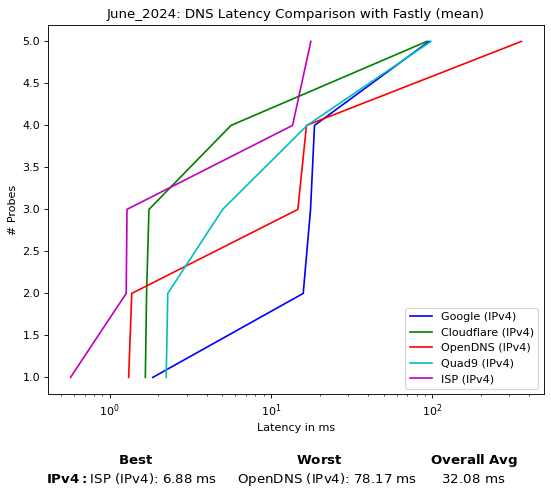 June_2024: DNS Latency Comparison with Fastly (mean)
# Probes
5.0
4.5
4.0
3.5
3.0
2.5
2.0
1.5
1.0
Google (IPv4)
Cloudflare (IPv4)
OpenDNS (IPv4)
Quad9 (IPv4)
ISP (IPv4)
10⁰ 10¹ 10²
Latency in ms
Best Worst Overall Avg
IPv4: ISP (IPv4): 6.88 ms OpenDNS (IPv4): 78.17 ms 32.08 ms